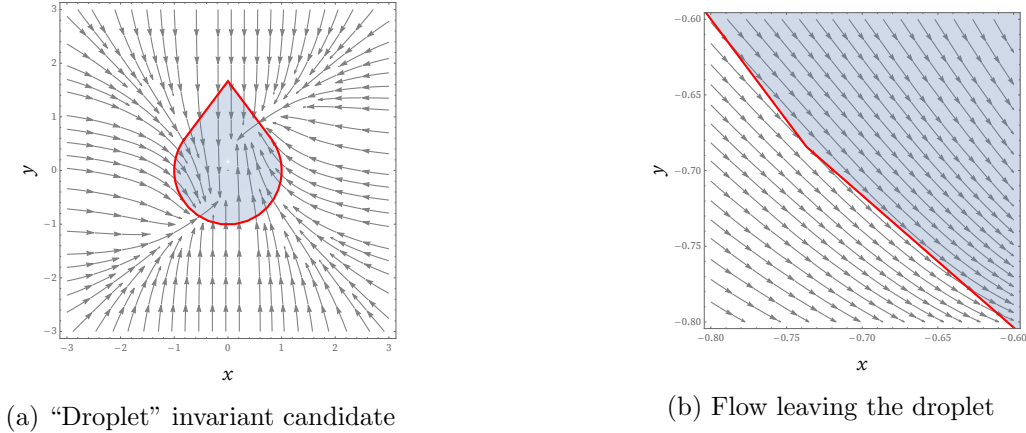 3
2
1
0
−1
−2
−3
y
−3 −2 −1 0 1 2 3
x
(a) “Droplet” invariant candidate
−0.60
−0.65
−0.70
−0.75
−0.80
y
−0.80 −0.75 −0.70 −0.65 −0.60
x
(b) Flow leaving the droplet